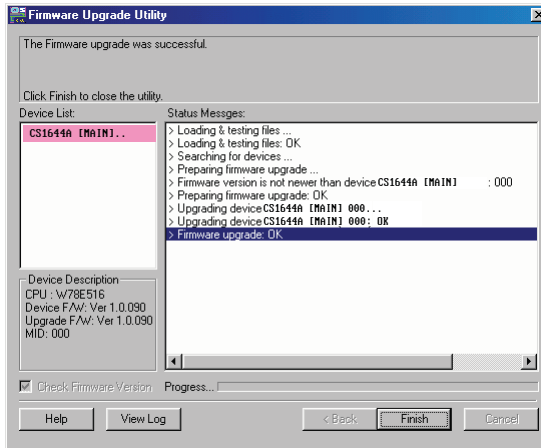 Firmware Upgrade Utility
The Firmware upgrade was successful.
Click Finish to close the utility.
Device List:
CS1644A [MAIN]..
Status Messges:
> Loading & testing files ...
> Loading & testing files: OK
> Searching for devices ...
> Preparing firmware upgrade ...
> Firmware version is not newer than device CS1644A [MAIN] : 000
> Preparing firmware upgrade: OK
> Upgrading device CS1644A [MAIN] 000...
> Upgrading device CS1644A [MAIN] 000: OK
> Firmware upgrade: OK
Device Description
CPU : W78E516
Device F/W: Ver 1.0.090
Upgrade F/W: Ver 1.0.090
MID: 000
Check Firmware Version
Progress...
Help
View Log
< Back
Finish
Cancel